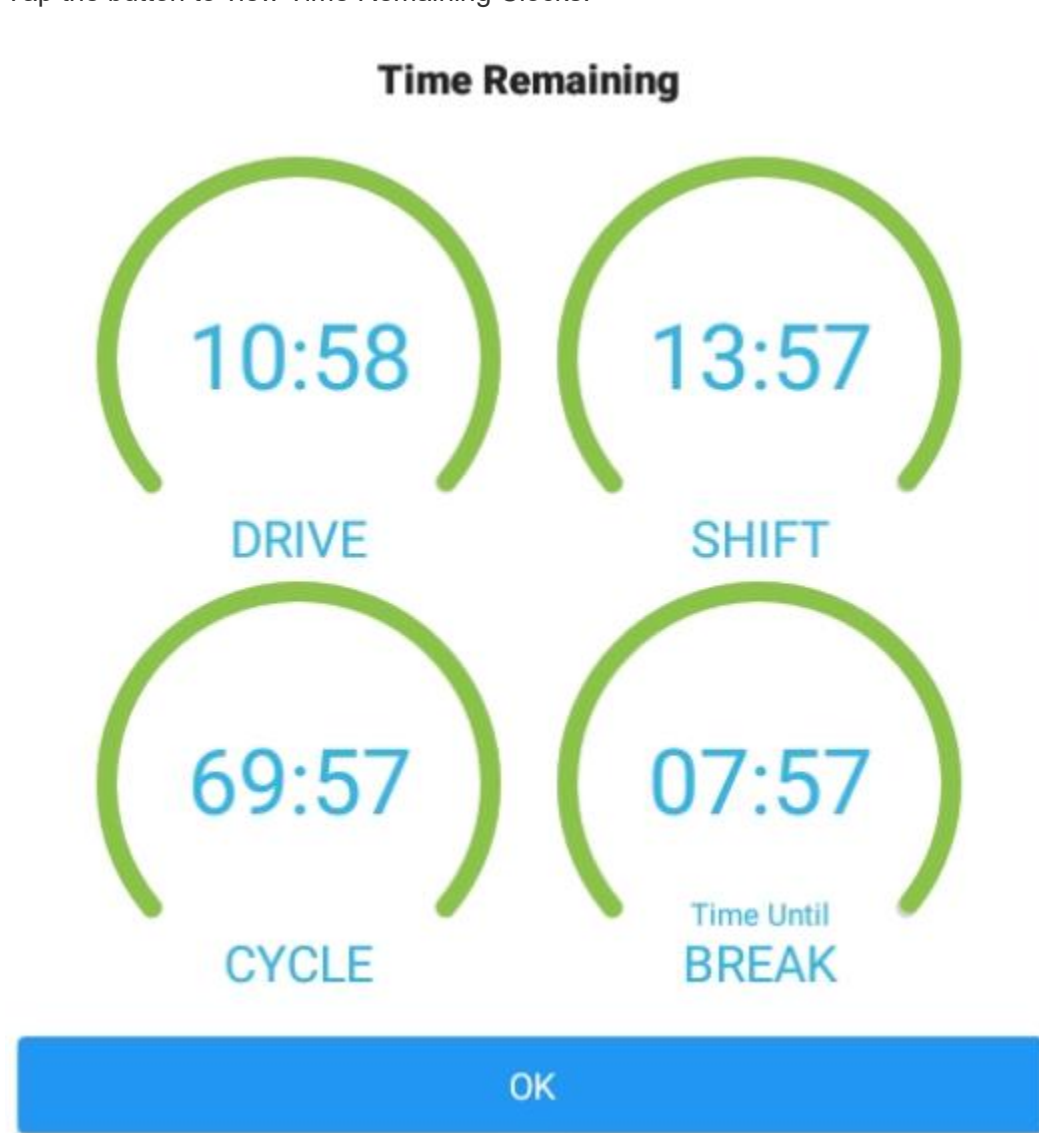 Time Remaining
10:58
DRIVE
13:57
SHIFT
69:57
CYCLE
07:57
Time Until
BREAK
OK